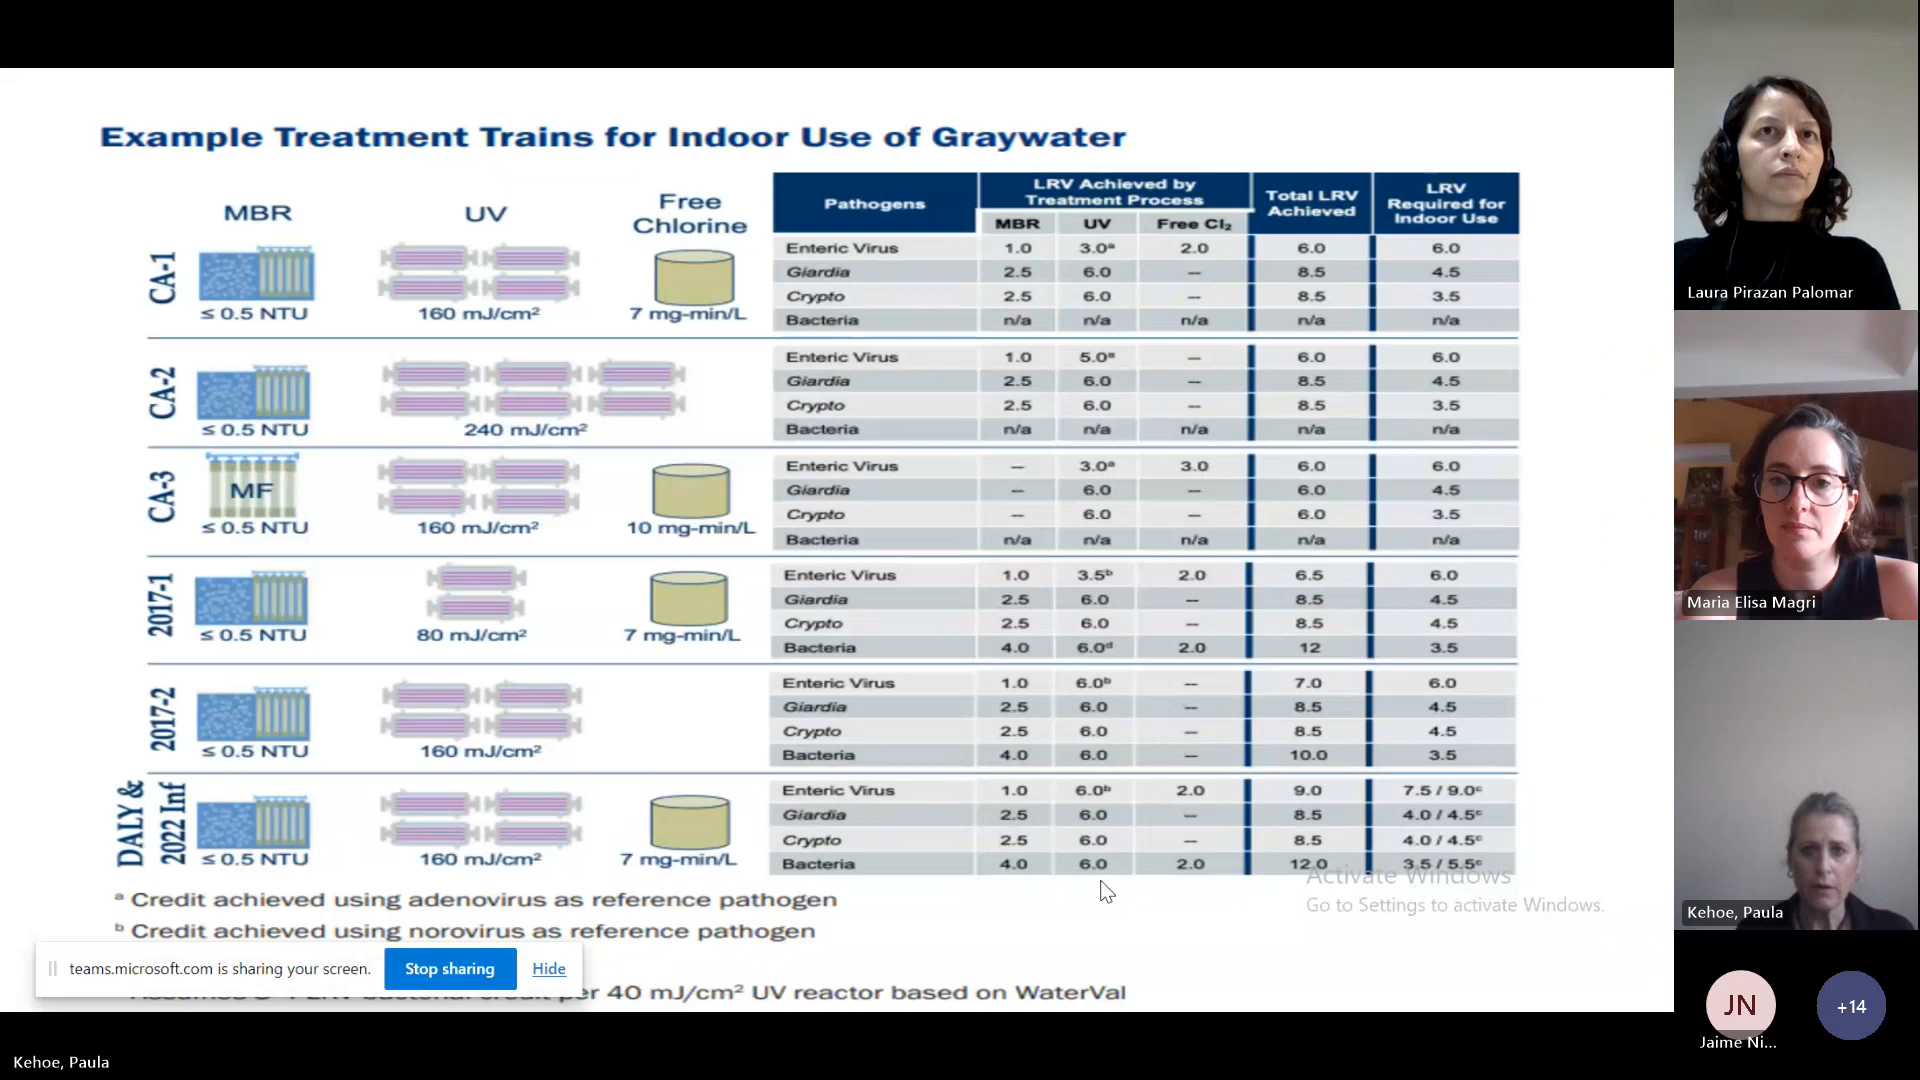 Example Treatment Trains for Indoor Use of Graywater
MBR
UV
Free
Chlorine
Pathogens
LRV Achieved by
Treatment Process
Total LRV
Achieved
LRV
Required for
Indoor Use
MBR UV Free Cl₂
CA-1
≤ 0.5 NTU
160 mJ/cm²
7 mg-min/L
Enteric Virus 1.0 3.0ᵃ 2.0 6.0 6.0
Giardia 2.5 6.0 -- 8.5 4.5
Crypto 2.5 6.0 -- 8.5 3.5
Bacteria n/a n/a n/a n/a n/a
CA-2
≤ 0.5 NTU
240 mJ/cm²
Enteric Virus 1.0 5.0ᵃ -- 6.0 6.0
Giardia 2.5 6.0 -- 8.5 4.5
Crypto 2.5 6.0 -- 8.5 3.5
Bacteria n/a n/a n/a n/a n/a
CA-3
MF
≤ 0.5 NTU
160 mJ/cm²
10 mg-min/L
Enteric Virus -- 3.0ᵃ 3.0 6.0 6.0
Giardia -- 6.0 -- 6.0 4.5
Crypto -- 6.0 -- 6.0 3.5
Bacteria n/a n/a n/a n/a n/a
2017-1
≤ 0.5 NTU
80 mJ/cm²
7 mg-min/L
Enteric Virus 1.0 3.5ᵇ 2.0 6.5 6.0
Giardia 2.5 6.0 -- 8.5 4.5
Crypto 2.5 6.0 -- 8.5 4.5
Bacteria 4.0 6.0ᵈ 2.0 12 3.5
2017-2
≤ 0.5 NTU
160 mJ/cm²
Enteric Virus 1.0 6.0ᵇ -- 7.0 6.0
Giardia 2.5 6.0 -- 8.5 4.5
Crypto 2.5 6.0 -- 8.5 4.5
Bacteria 4.0 6.0 -- 10.0 3.5
DALY &
2022 Inf
≤ 0.5 NTU
160 mJ/cm²
7 mg-min/L
Enteric Virus 1.0 6.0ᵇ 2.0 9.0 7.5 / 9.0ᶜ
Giardia 2.5 6.0 -- 8.5 4.0 / 4.5ᶜ
Crypto 2.5 6.0 -- 8.5 4.0 / 4.5ᶜ
Bacteria 4.0 6.0 2.0 12.0 3.5 / 5.5ᶜ
ᵃ Credit achieved using adenovirus as reference pathogen
ᵇ Credit achieved using norovirus as reference pathogen
Activate Windows
Go to Settings to activate Windows.
teams.microsoft.com is sharing your screen.
Stop sharing
Hide
er 40 mJ/cm² UV reactor based on WaterVal
Kehoe, Paula
Laura Pirazan Palomar
Maria Elisa Magri
Kehoe, Paula
JN
Jaime Ni...
+14